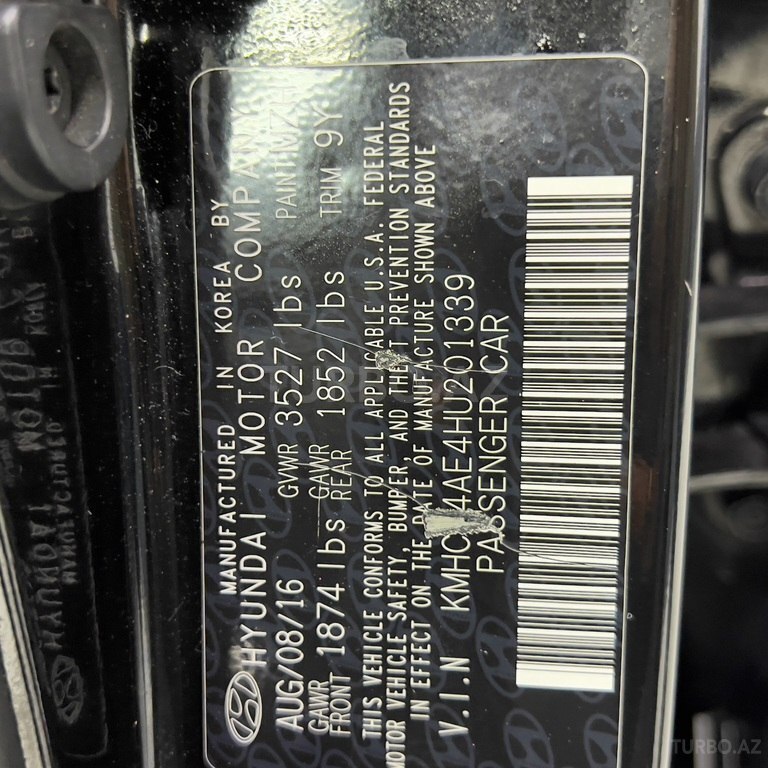 MANUFACTURED IN KOREA BY
HYUNDAI MOTOR COMPANY
AUG/08/16 GVWR 3527 lbs PAINT
GAWR FRONT 1874 lbs GAWR REAR 1852 lbs TRIM 9Y
THIS VEHICLE CONFORMS TO ALL APPLICABLE U.S.A. FEDERAL
MOTOR VEHICLE SAFETY, BUMPER, AND THEFT PREVENTION STANDARDS
IN EFFECT ON THE DATE OF MANUFACTURE SHOWN ABOVE
V.I.N 4AE4HU201339
PASSENGER CAR
TURBO.AZ